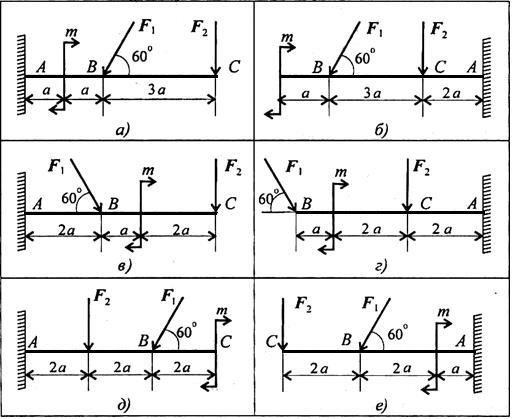 m F₁ F₂
A B 60° C
a a 3a
а)
m F₁ F₂
B 60° C A
a 3a 2a
б)
F₁ m F₂
A 60° B C
2a a 2a
в)
F₁ m F₂
60° B C A
a 2a 2a
г)
F₂ F₁ m
A B 60° C
2a 2a 2a
д)
F₂ F₁ m
C B 60° A
2a 2a a
е)